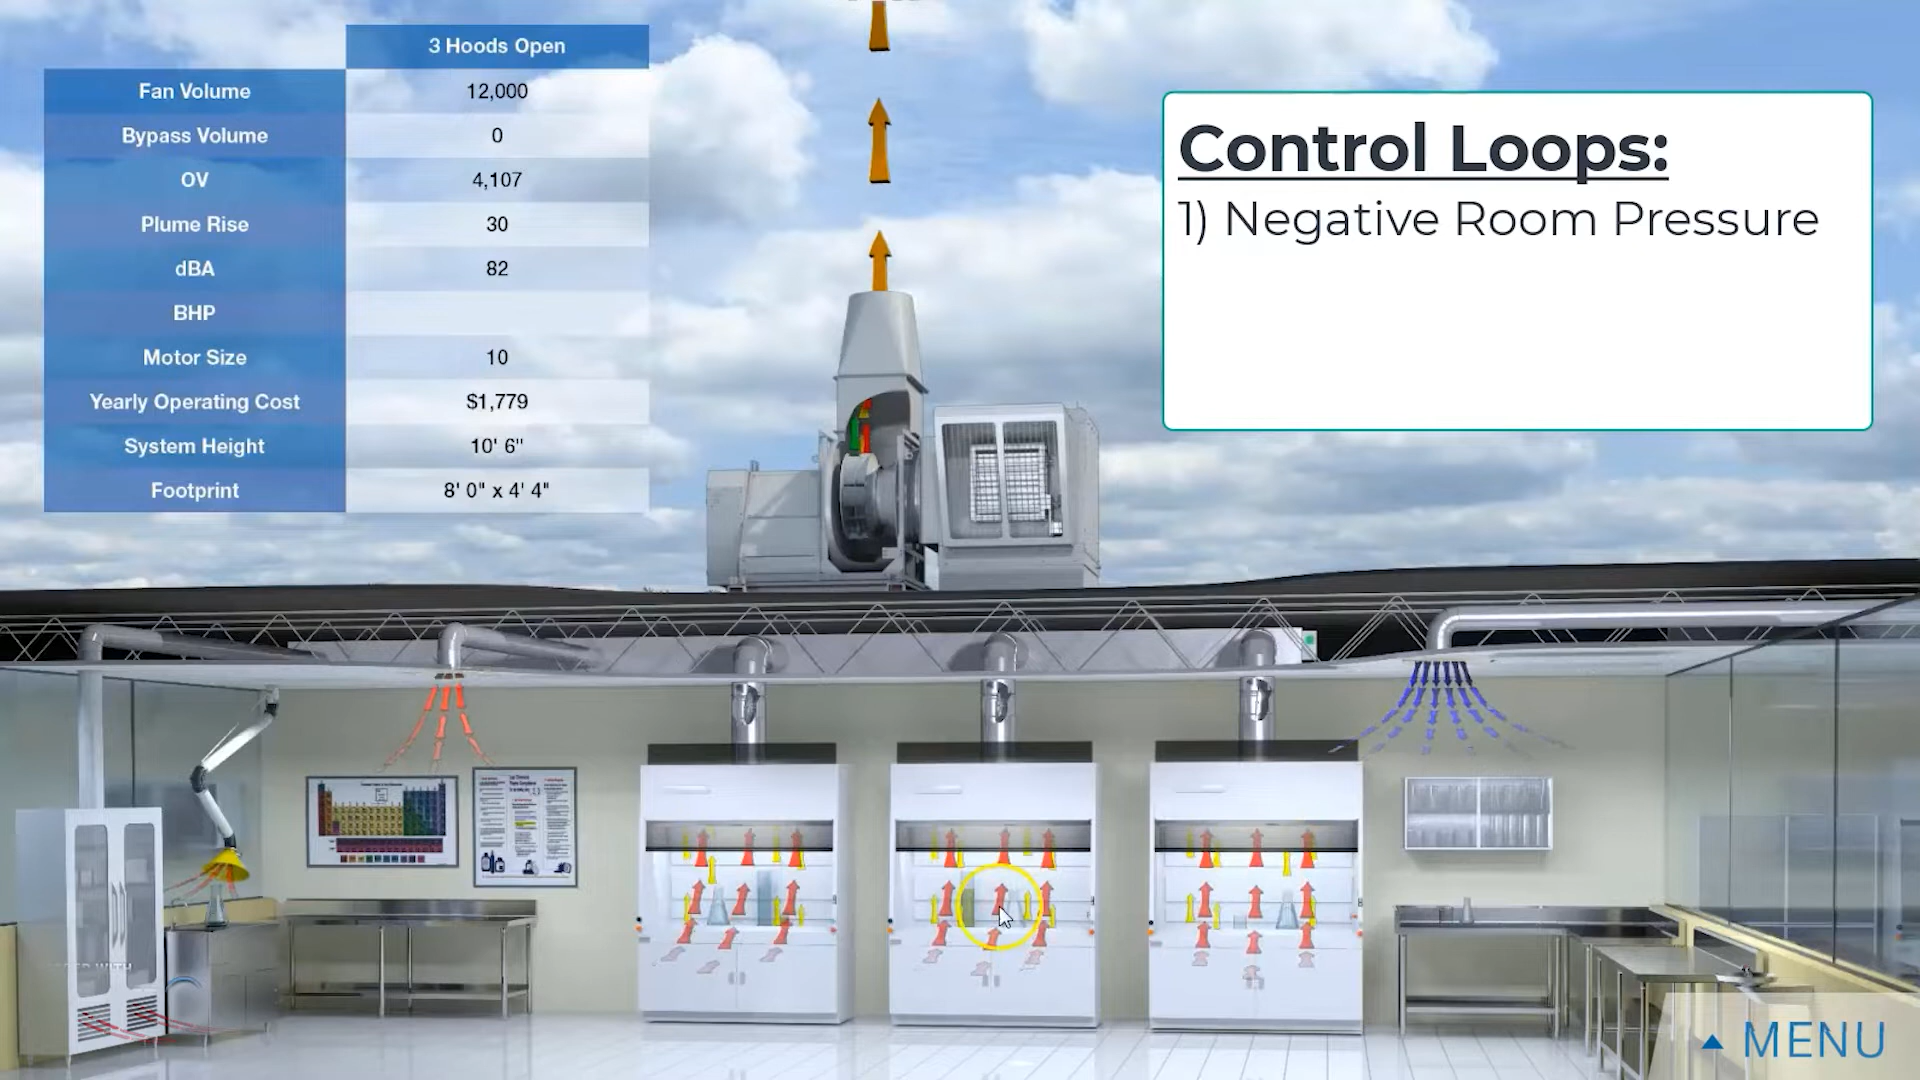 3 Hoods Open
Fan Volume 12,000
Bypass Volume 0
OV 4,107
Plume Rise 30
dBA 82
BHP
Motor Size 10
Yearly Operating Cost $1,779
System Height 10' 6"
Footprint 8' 0" x 4' 4"
Control Loops:
1) Negative Room Pressure
MENU